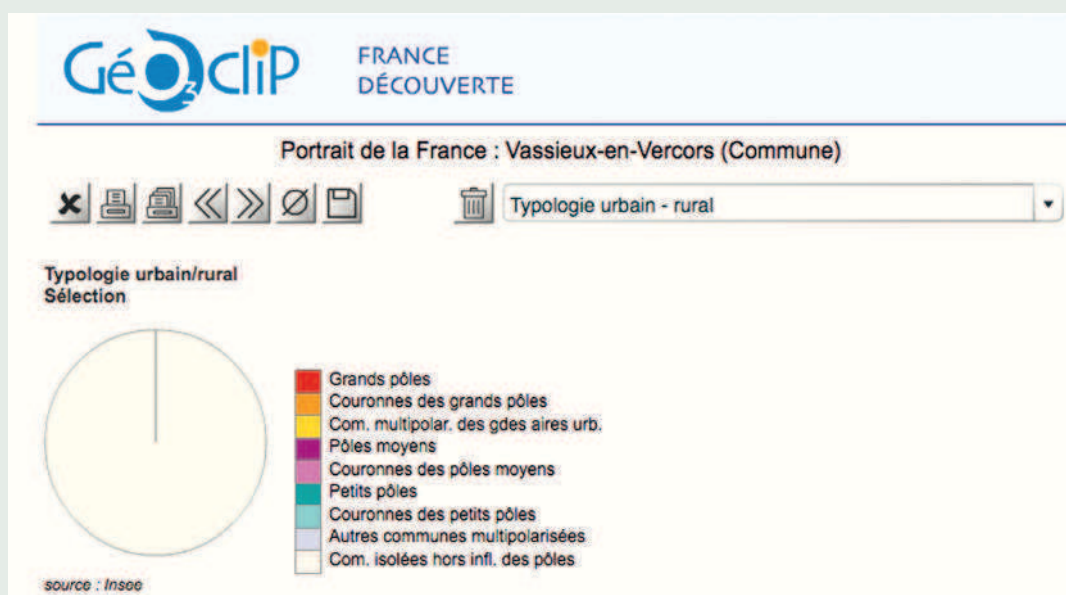 GéOcliP
FRANCE
DÉCOUVERTE
Portrait de la France : Vassieux-en-Vercors (Commune)
Typologie urbain - rural
Typologie urbain/rural
Sélection
Grands pôles
Couronnes des grands pôles
Com. multipolar. des gdes aires urb.
Pôles moyens
Couronnes des pôles moyens
Petits pôles
Couronnes des petits pôles
Autres communes multipolarisées
Com. isolées hors infl. des pôles
source : Insee